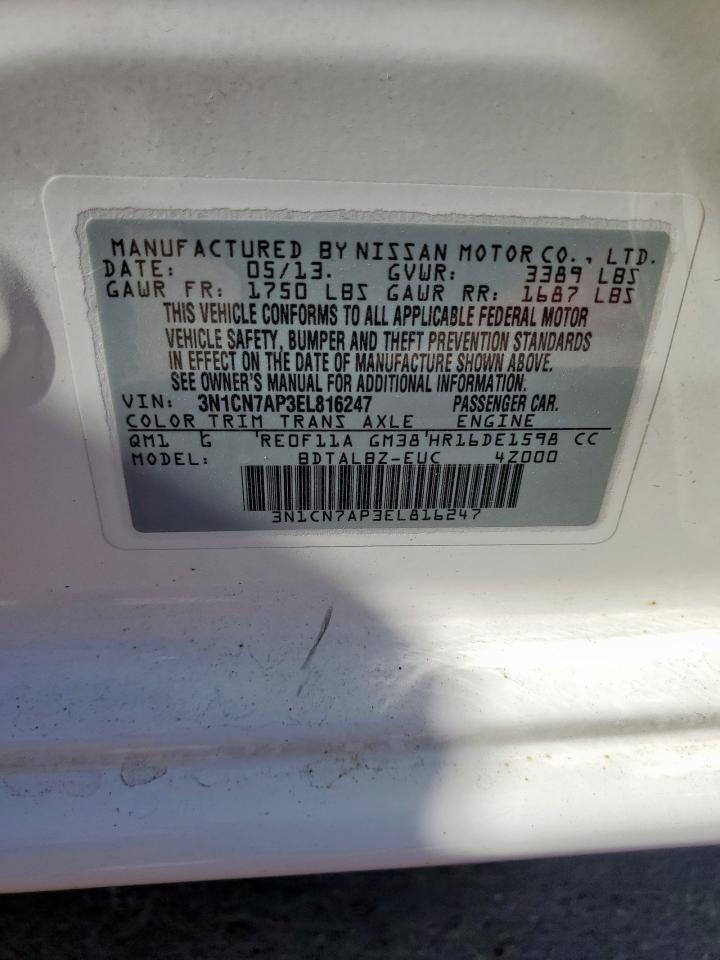 MANUFACTURED BY NISSAN MOTOR CO., LTD.
DATE: 05/13. GVWR: 3389 LBS
GAWR FR: 1750 LBS GAWR RR: 1687 LBS
THIS VEHICLE CONFORMS TO ALL APPLICABLE FEDERAL MOTOR
VEHICLE SAFETY, BUMPER AND THEFT PREVENTION STANDARDS
IN EFFECT ON THE DATE OF MANUFACTURE SHOWN ABOVE.
SEE OWNER'S MANUAL FOR ADDITIONAL INFORMATION.
VIN: 3N1CN7AP3EL816247 PASSENGER CAR.
COLOR TRIM TRANS AXLE ENGINE
QM1 G RE0F11A GM38 HR16DE1598 CC
MODEL: BDTALBZ-EUC 4Z000
3N1CN7AP3EL816247